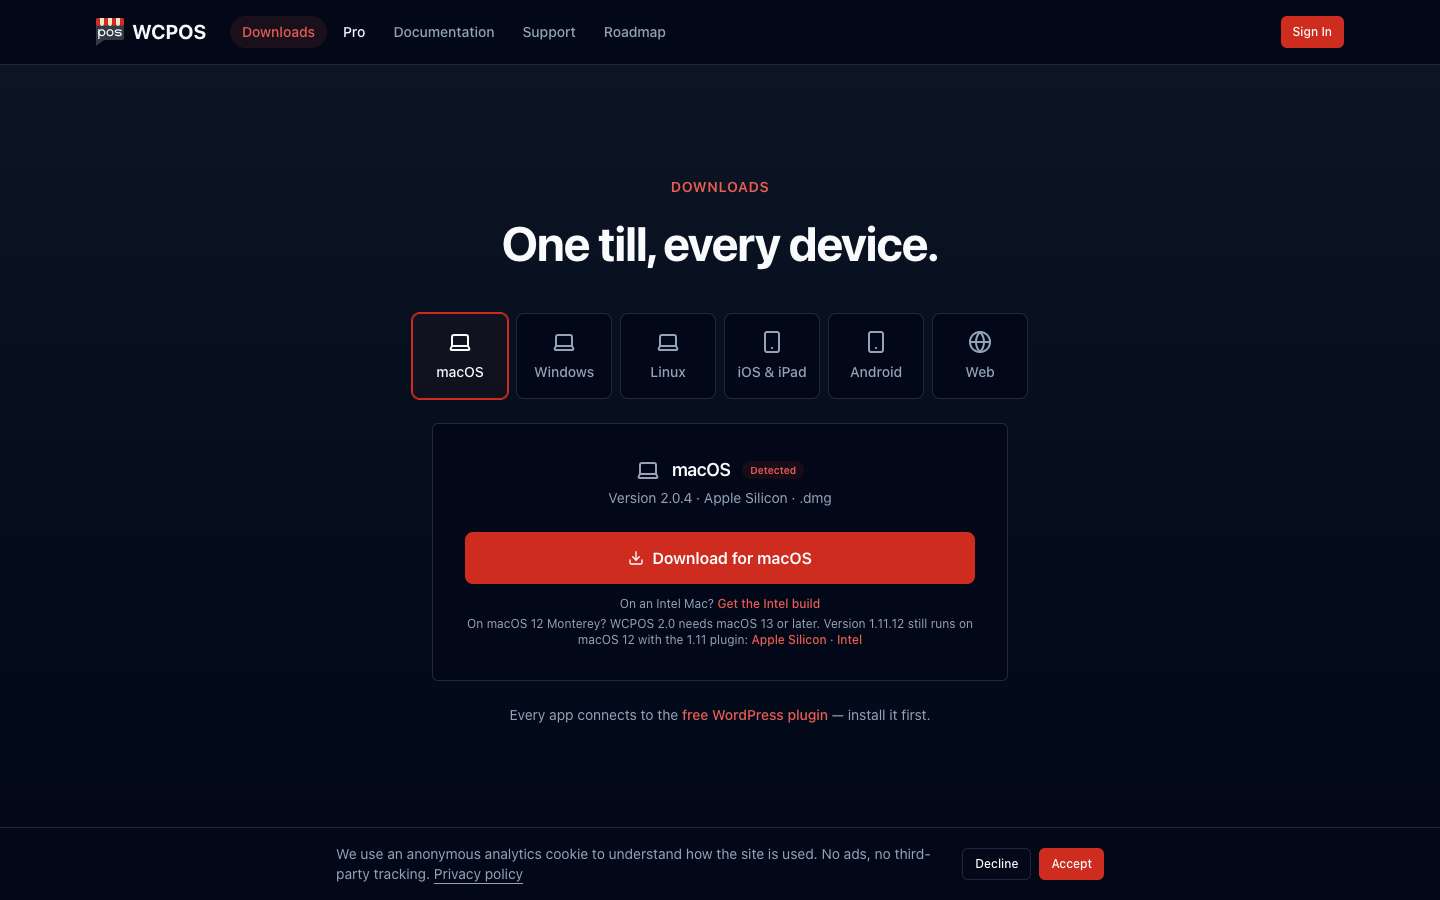 pos WCPOS Downloads Pro Documentation Support Roadmap Sign In
DOWNLOADS
One till, every device.
macOS Windows Linux iOS & iPad Android Web
macOS Detected
Version 2.0.4 · Apple Silicon · .dmg
Download for macOS
On an Intel Mac? Get the Intel build
On macOS 12 Monterey? WCPOS 2.0 needs macOS 13 or later. Version 1.11.12 still runs on
macOS 12 with the 1.11 plugin: Apple Silicon · Intel
Every app connects to the free WordPress plugin — install it first.
We use an anonymous analytics cookie to understand how the site is used. No ads, no third-
party tracking. Privacy policy
Decline Accept